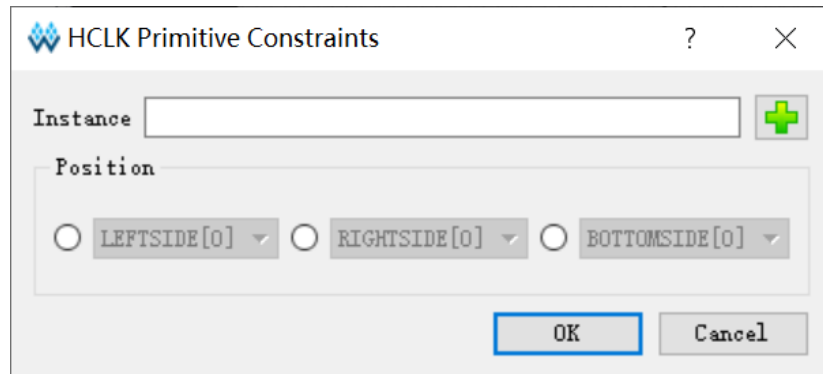 HCLK Primitive Constraints ?
Instance
Position
LEFTSIDE[0] RIGHTSIDE[0] BOTTOMSIDE[0]
OK Cancel